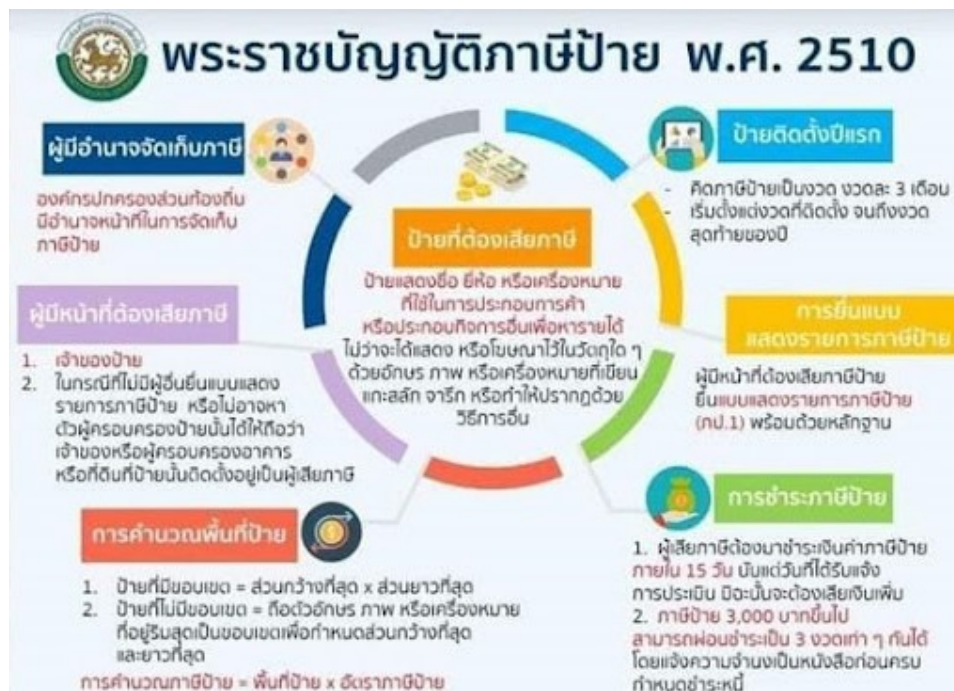 พระราชบัญญัติภาษีป้าย พ.ศ. 2510
ผู้มีอำนาจจัดเก็บภาษี
องค์กรปกครองส่วนท้องถิ่น
มีอำนาจหน้าที่ในการจัดเก็บ
ภาษีป้าย
ป้ายติดตั้งปีแรก
- คิดภาษีป้ายเป็นงวด งวดละ 3 เดือน
- เริ่มตั้งแต่งวดที่ติดตั้ง จนถึงงวด
สุดท้ายของปี
ป้ายที่ต้องเสียภาษี
ป้ายแสดงชื่อ ยี่ห้อ หรือเครื่องหมาย
ที่ใช้ในการประกอบการค้า
หรือประกอบกิจการอื่นเพื่อหารายได้
ไม่ว่าจะได้แสดง หรือโฆษณาไว้ในวัตถุใด ๆ
ด้วยอักษร ภาพ หรือเครื่องหมายที่เขียน
แกะสลัก จารึก หรือทำให้ปรากฏด้วย
วิธีการอื่น
ผู้มีหน้าที่ต้องเสียภาษี
1. เจ้าของป้าย
2. ในกรณีที่ไม่มีผู้อื่นยื่นแบบแสดง
รายการภาษีป้าย หรือไม่อาจหา
ตัวผู้ครอบครองป้ายนั้นได้ให้ถือว่า
เจ้าของหรือผู้ครอบครองอาคาร
หรือที่ดินที่ป้ายนั้นติดตั้งอยู่เป็นผู้เสียภาษี
การยื่นแบบ
แสดงรายการภาษีป้าย
ผู้มีหน้าที่ต้องเสียภาษีป้าย
ยื่นแบบแสดงรายการภาษีป้าย
(ภป.1) พร้อมด้วยหลักฐาน
การคำนวณพื้นที่ป้าย
1. ป้ายที่มีขอบเขต = ส่วนกว้างที่สุด x ส่วนยาวที่สุด
2. ป้ายที่ไม่มีขอบเขต = ถือตัวอักษร ภาพ หรือเครื่องหมาย
ที่อยู่ริมสุดเป็นขอบเขตเพื่อกำหนดส่วนกว้างที่สุด
และยาวที่สุด
การคำนวณภาษีป้าย = พื้นที่ป้าย x อัตราภาษีป้าย
การชำระภาษีป้าย
1. ผู้เสียภาษีต้องมาชำระเงินค่าภาษีป้าย
ภายใน 15 วัน นับแต่วันที่ได้รับแจ้ง
การประเมิน มิฉะนั้นจะต้องเสียเงินเพิ่ม
2. ภาษีป้าย 3,000 บาทขึ้นไป
สามารถผ่อนชำระเป็น 3 งวดเท่า ๆ กันได้
โดยแจ้งความจำนงเป็นหนังสือก่อนครบ
กำหนดชำระหนี้